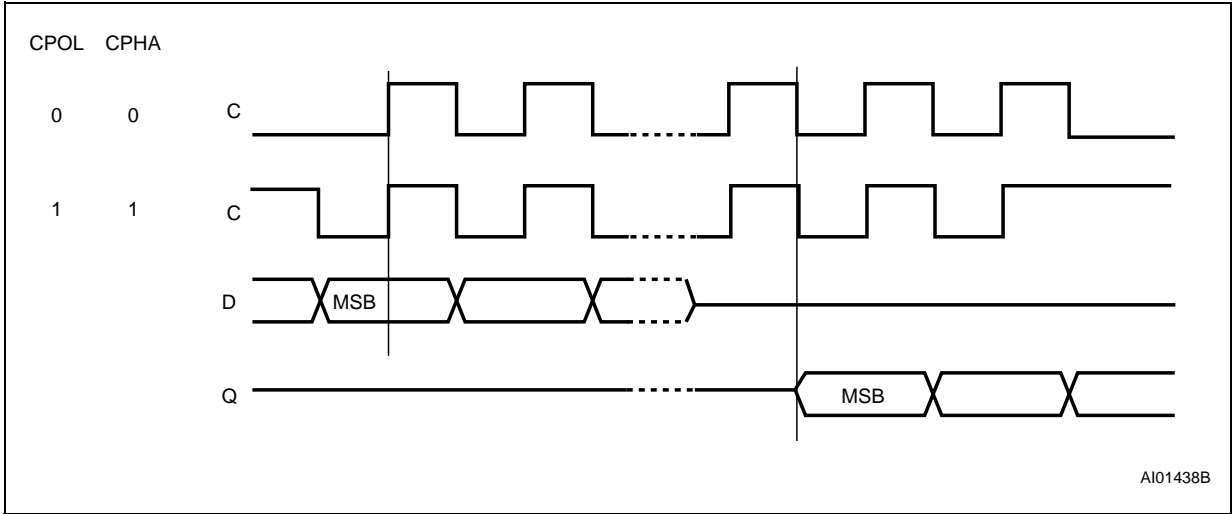 CPOL CPHA
0 0 C
1 1 C
D MSB
Q MSB
AI01438B